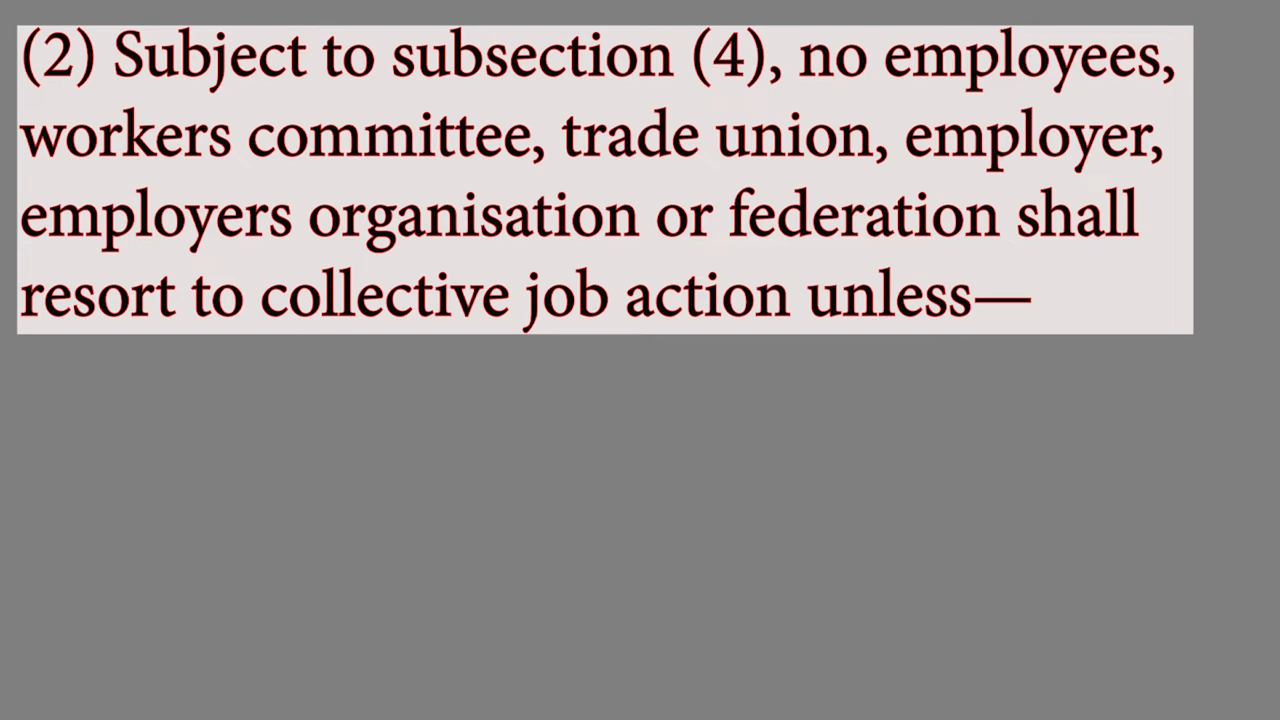 (2) Subject to subsection (4), no employees,
workers committee, trade union, employer,
employers organisation or federation shall
resort to collective job action unless—